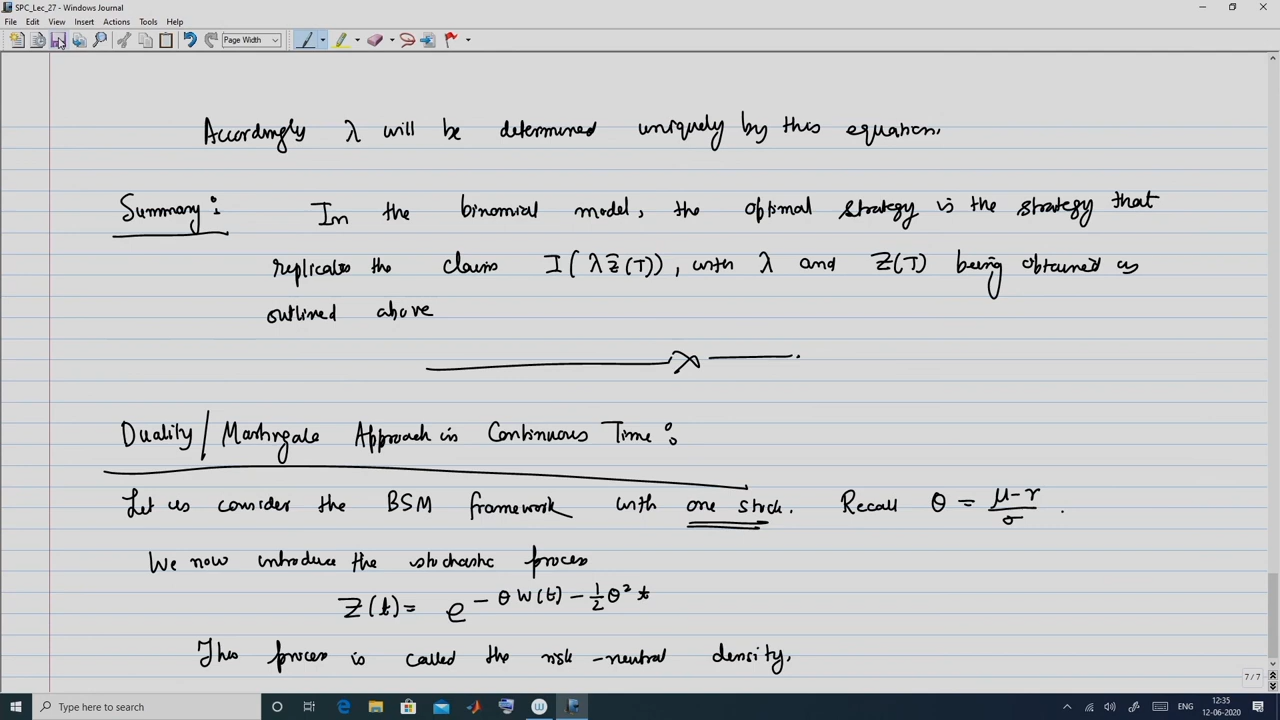 SPC_Lec_27 - Windows Journal
File Edit View Insert Actions Tools Help
Page Width
Accordingly λ will be determined uniquely by this equation.
Summary: In the binomial model, the optimal strategy is the strategy that
replicates the claim I(λZ̄(T)), with λ and Z(T) being obtained as
outlined above
Duality/Martingale Approach in Continuous Time:
Let us consider the BSM framework with one stock. Recall θ = (μ-r)/σ.
We now introduce the stochastic process
Z(t) = e^(-θW(t) - 1/2 θ² t)
This process is called the risk-neutral density.
7/7
Type here to search
ENG
12:35
12-06-2020